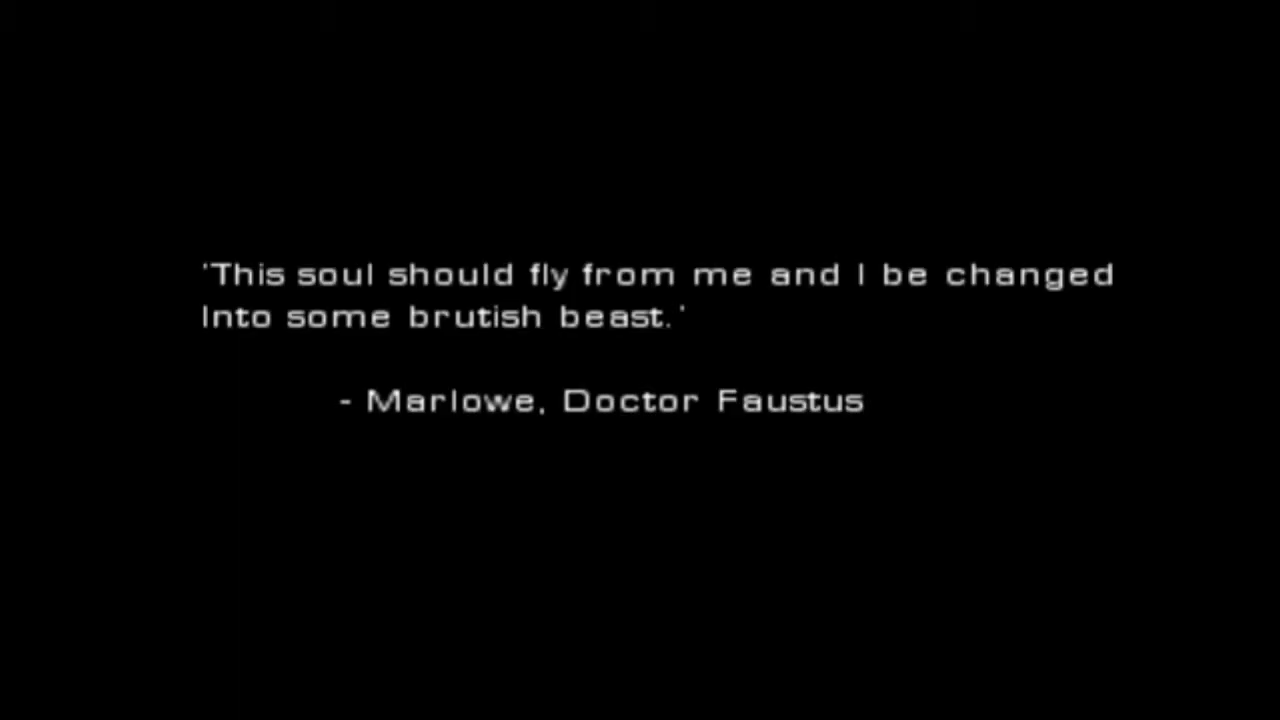 'This soul should fly from me and I be changed
Into some brutish beast.'
- Marlowe, Doctor Faustus